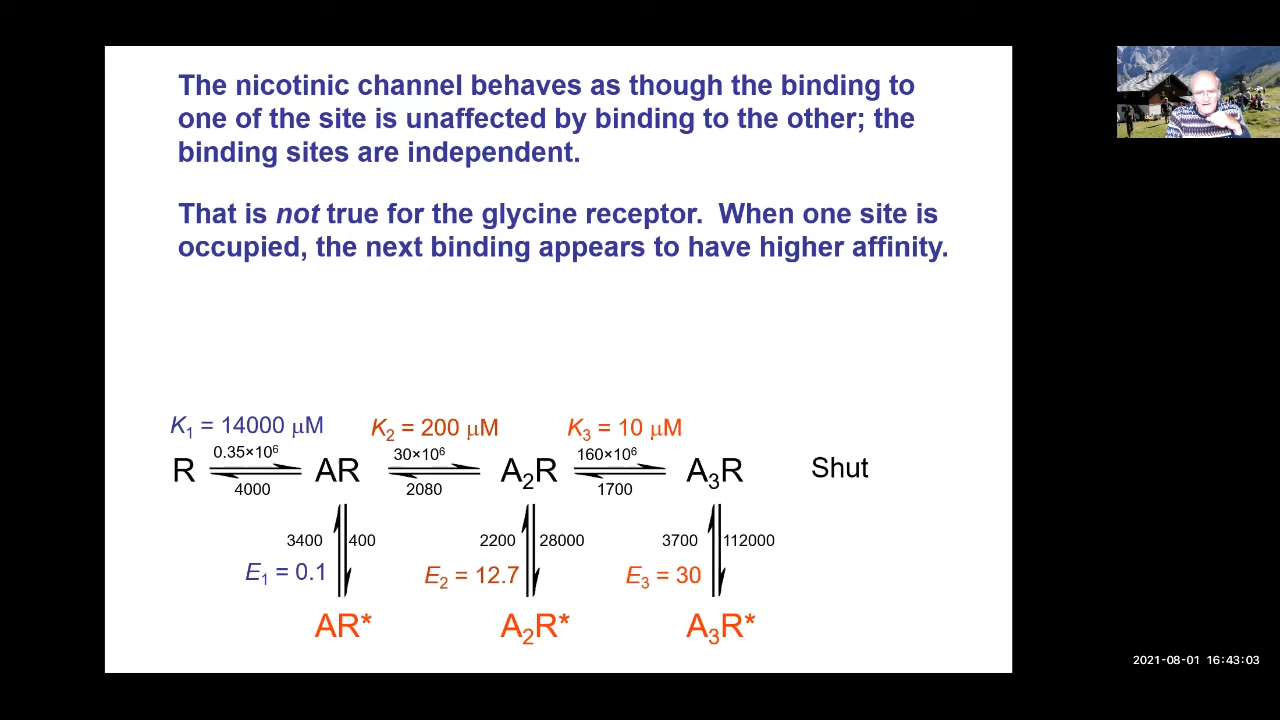 The nicotinic channel behaves as though the binding to
one of the site is unaffected by binding to the other; the
binding sites are independent.
That is not true for the glycine receptor. When one site is
occupied, the next binding appears to have higher affinity.
K₁ = 14000 μM K₂ = 200 μM K₃ = 10 μM
0.35×10⁶ 30×10⁶ 160×10⁶
R AR A₂R A₃R Shut
4000 2080 1700
3400 400 2200 28000 3700 112000
E₁ = 0.1 E₂ = 12.7 E₃ = 30
AR* A₂R* A₃R*
2021-08-01 16:43:03